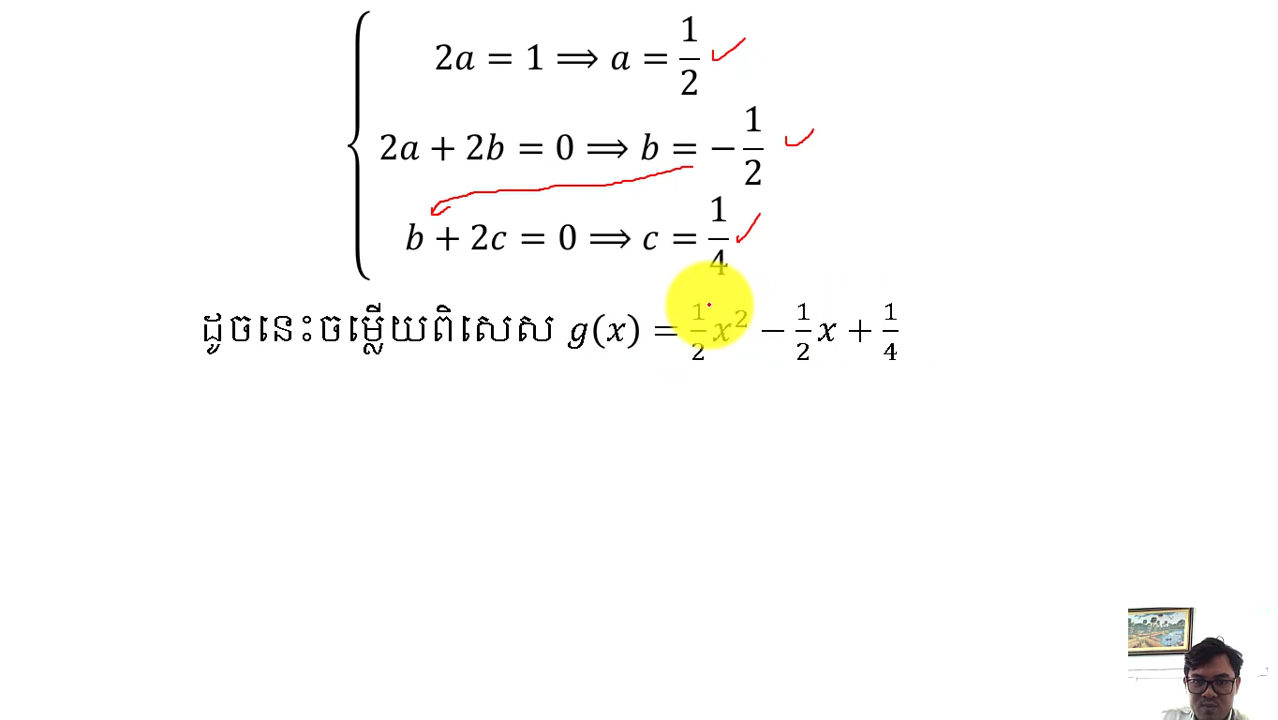 2a = 1 ⟹ a = 1/2
2a + 2b = 0 ⟹ b = −1/2
b + 2c = 0 ⟹ c = 1/4
ដូចនេះចម្លើយពិសេស g(x) = 1/2 x² − 1/2 x + 1/4